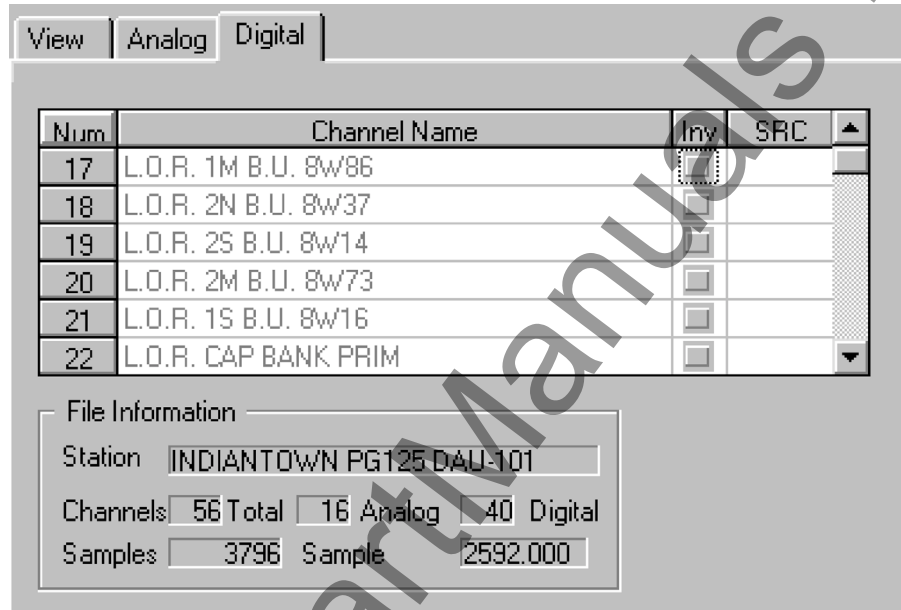 View Analog Digital
Num Channel Name Inv SRC
17 L.O.R. 1M B.U. 8W86
18 L.O.R. 2N B.U. 8W37
19 L.O.R. 2S B.U. 8W14
20 L.O.R. 2M B.U. 8W73
21 L.O.R. 1S B.U. 8W16
22 L.O.R. CAP BANK PRIM
File Information
Station INDIANTOWN PG125 DAU-101
Channels 56 Total 16 Analog 40 Digital
Samples 3796 Sample 2592.000
artManuals